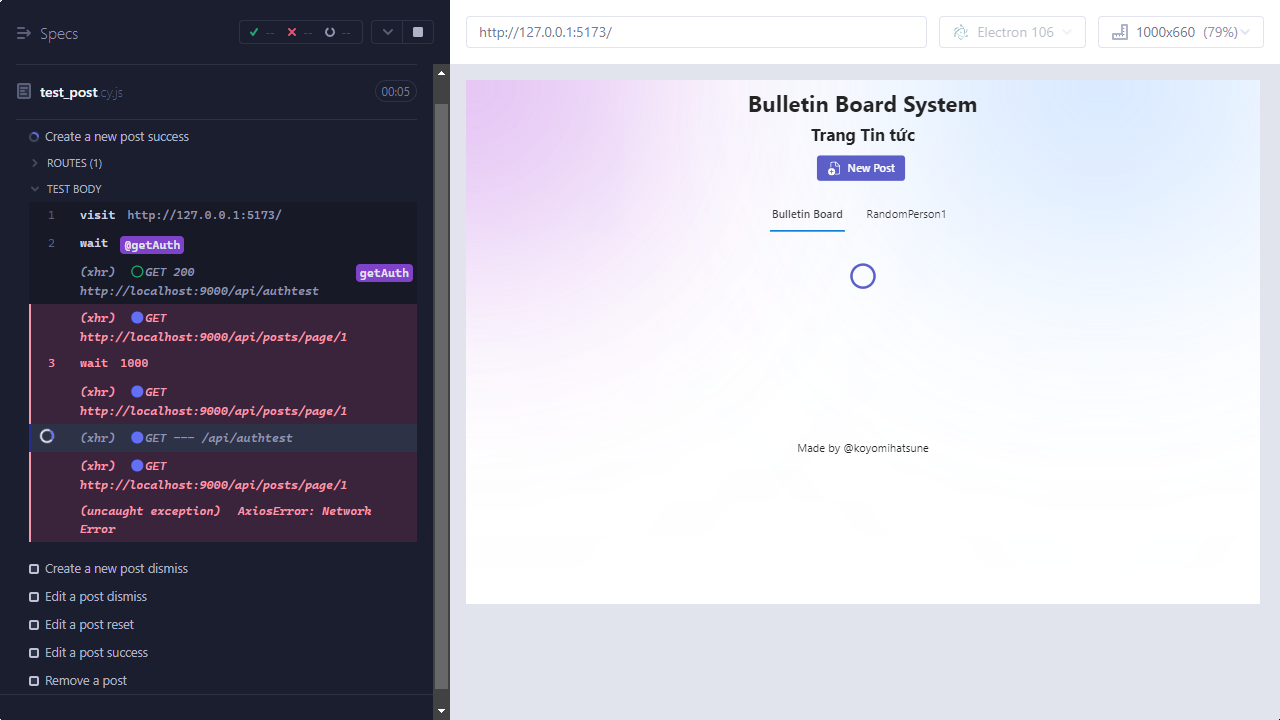 Specs
-- -- --
test_post.cy.js 00:05
Create a new post success
ROUTES (1)
TEST BODY
1 visit http://127.0.0.1:5173/
2 wait @getAuth
(xhr) GET 200 getAuth
http://localhost:9000/api/authtest
(xhr) GET
http://localhost:9000/api/posts/page/1
3 wait 1000
(xhr) GET
http://localhost:9000/api/posts/page/1
(xhr) GET --- /api/authtest
(xhr) GET
http://localhost:9000/api/posts/page/1
(uncaught exception) AxiosError: Network
Error
Create a new post dismiss
Edit a post dismiss
Edit a post reset
Edit a post success
Remove a post
http://127.0.0.1:5173/ Electron 106 1000x660 (79%)
Bulletin Board System
Trang Tin tức
New Post
Bulletin Board RandomPerson1
Made by @koyomihatsune